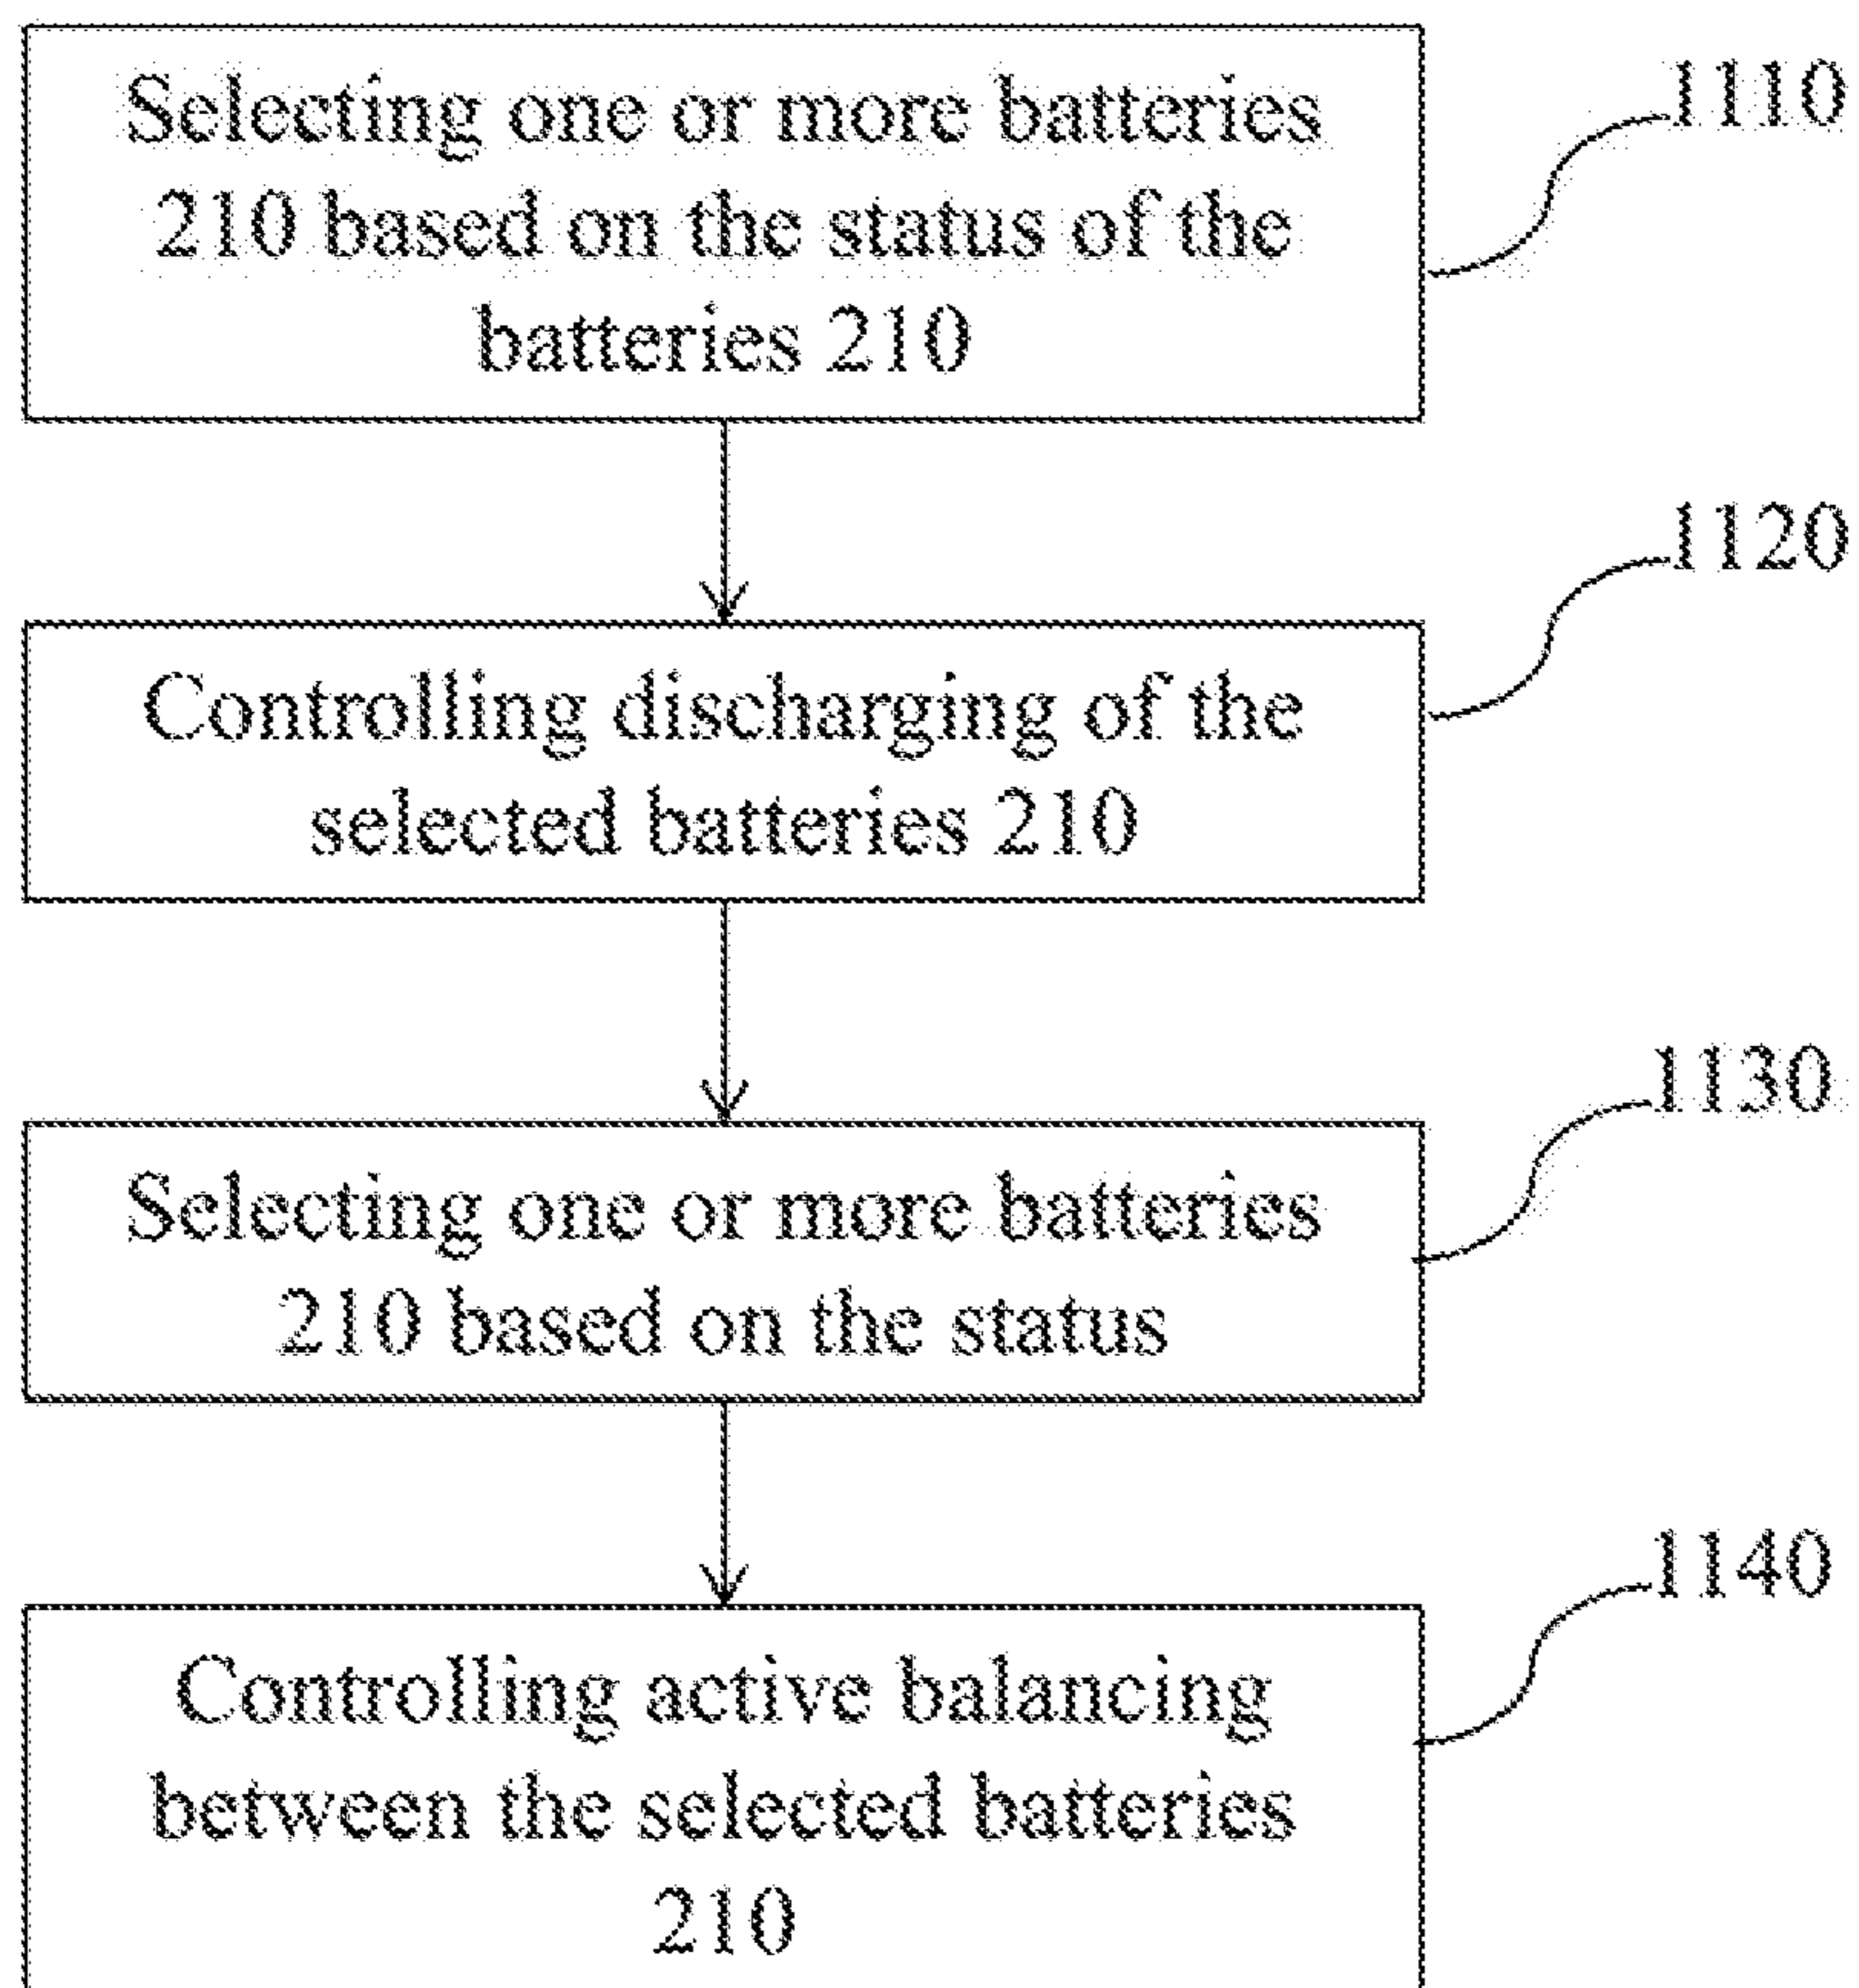 Selecting one or more batteries
210 based on the status of the
batteries 210
1110
Controlling discharging of the
selected batteries 210
1120
Selecting one or more batteries
210 based on the status
1130
Controlling active balancing
between the selected batteries
210
1140